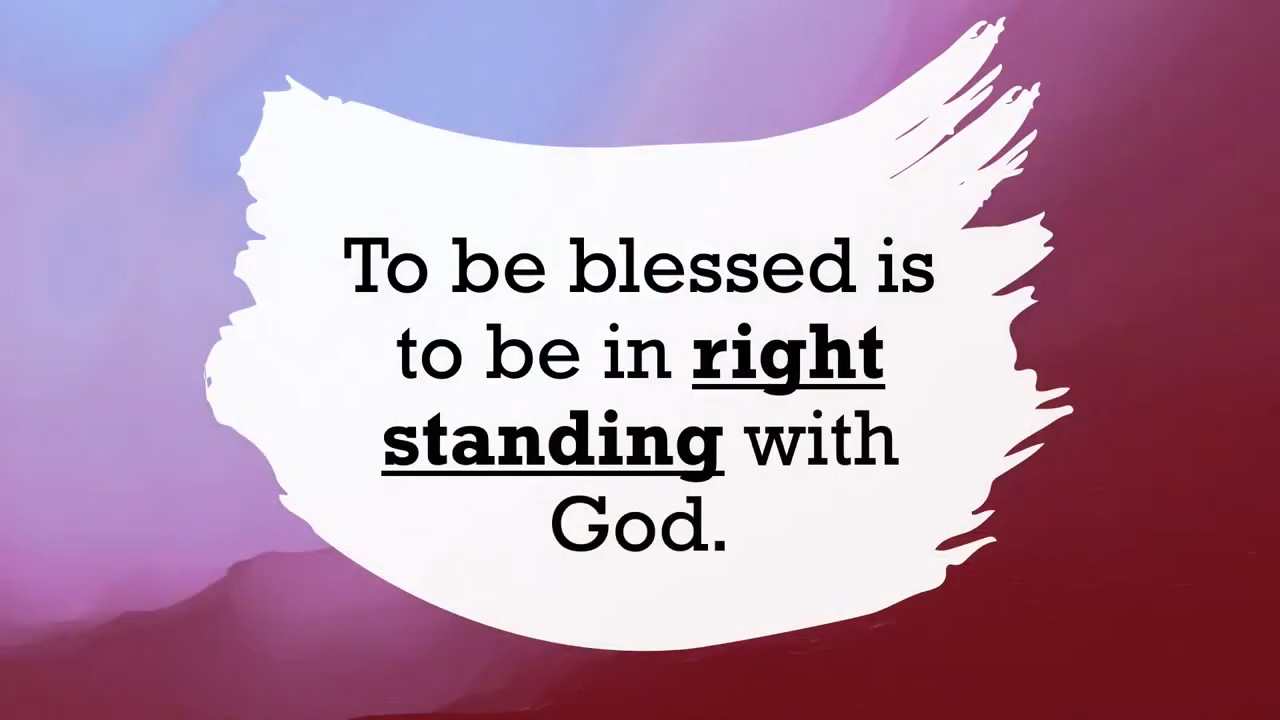 To be blessed is
to be in right
standing with
God.